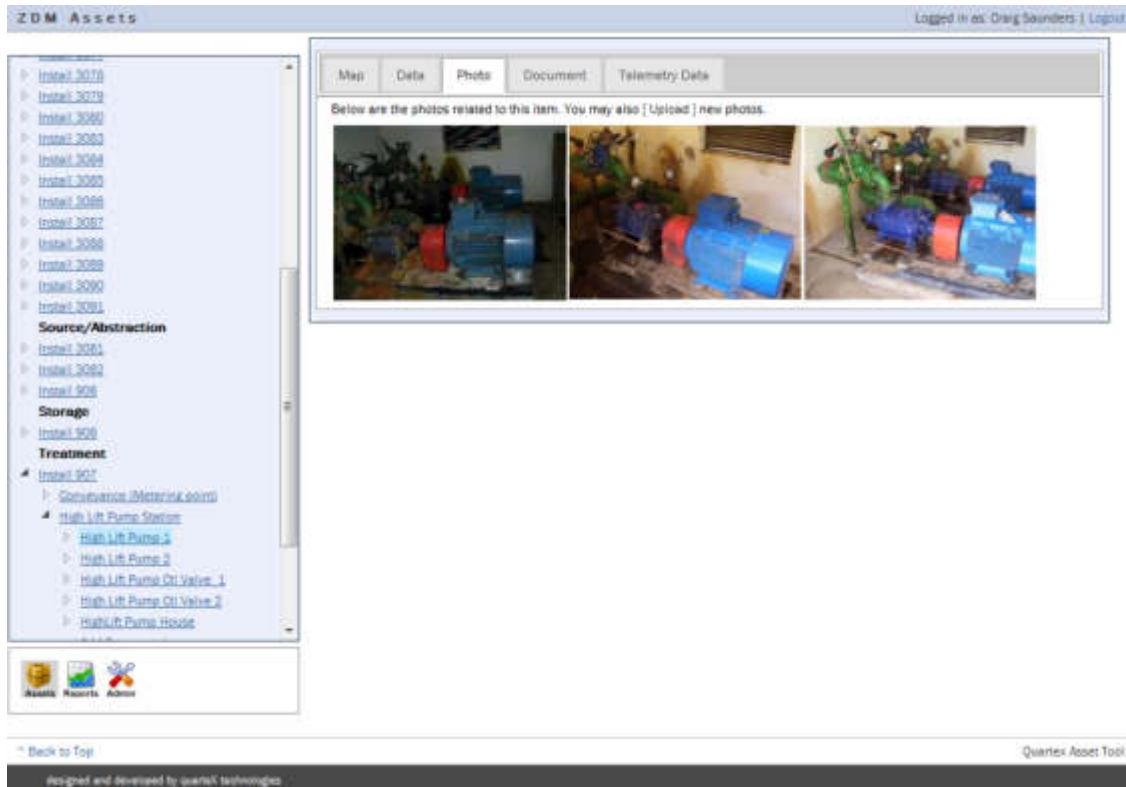 ZDM Assets
Logged in as: Craig Saunders | Logout
Install 3078
Install 3079
Install 3080
Install 3083
Install 3084
Install 3085
Install 3086
Install 3087
Install 3088
Install 3089
Install 3090
Install 3091
Source/Abstraction
Install 3081
Install 3082
Install 906
Storage
Install 908
Treatment
Install 907
Conveyance (Metering point)
High Lift Pump Station
High Lift Pump 1
High Lift Pump 2
High Lift Pump Ctl Valve_1
High Lift Pump Ctl Valve 2
HighLift Pump House
Map
Data
Photo
Document
Telemetry Data
Below are the photos related to this item. You may also [ Upload ] new photos.
Assets
Reports
Admin
^ Back to Top
Quartex Asset Tool
designed and developed by quarteX technologies